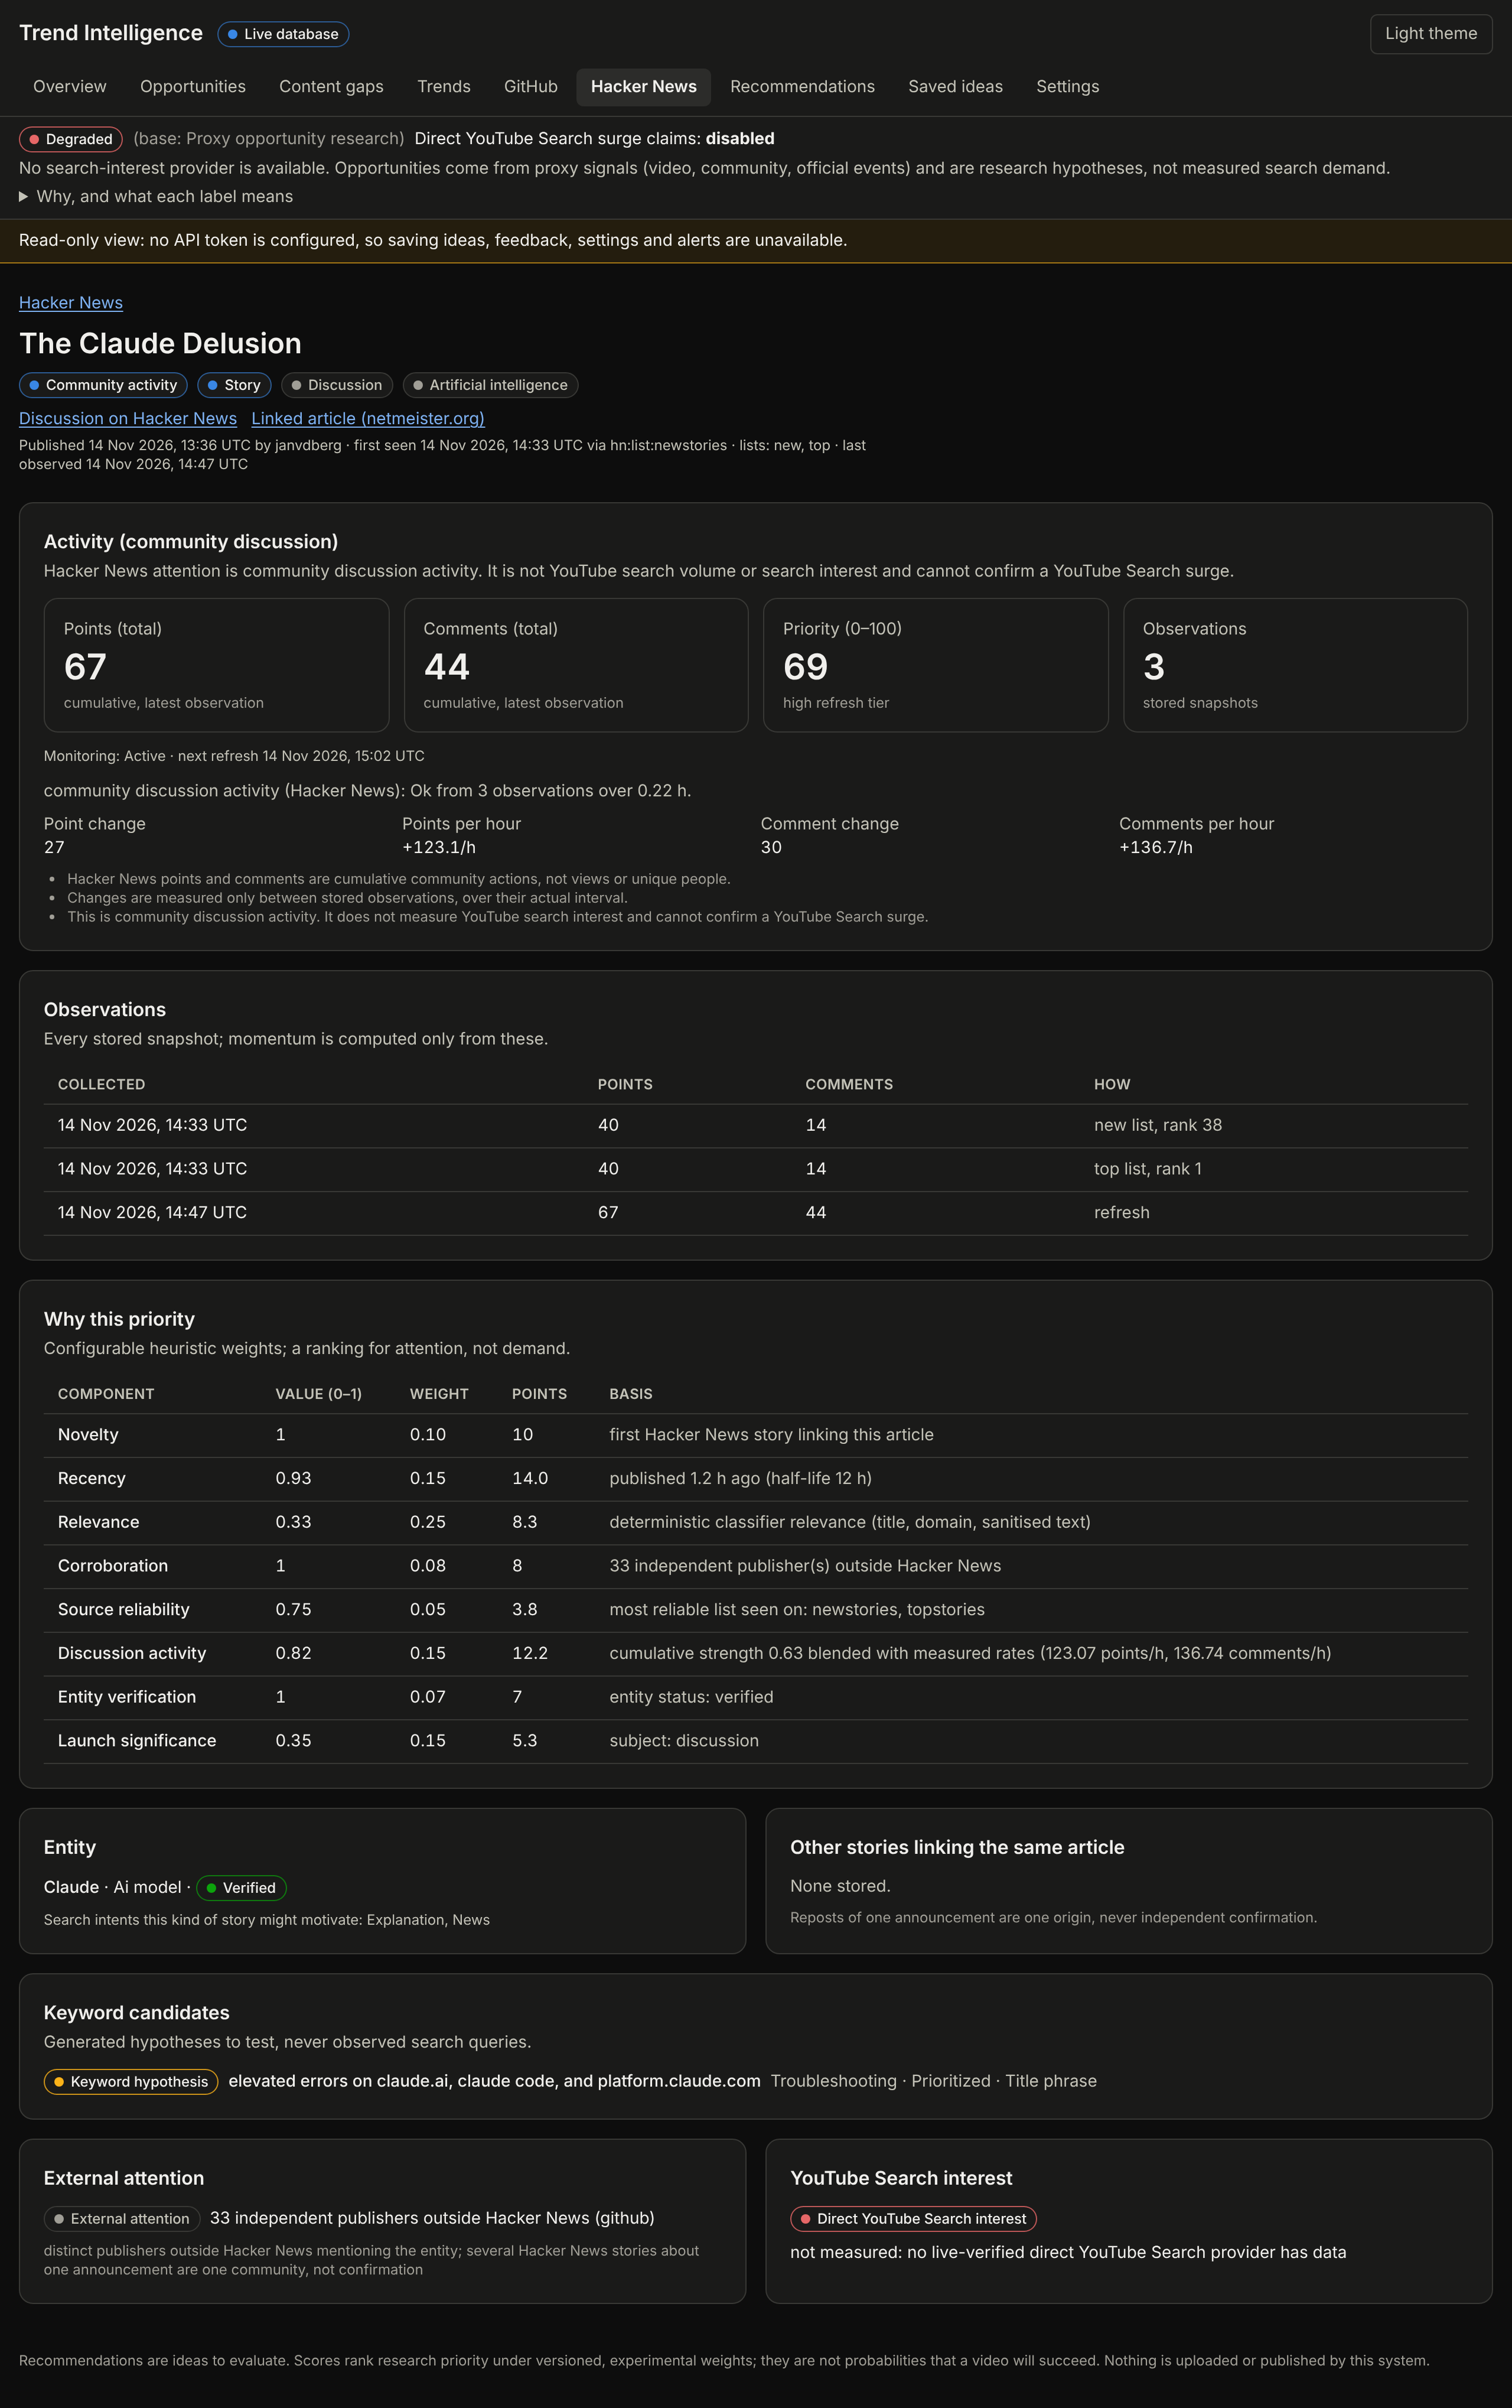 Trend Intelligence Live database Light theme
Overview Opportunities Content gaps Trends GitHub Hacker News Recommendations Saved ideas Settings
Degraded (base: Proxy opportunity research) Direct YouTube Search surge claims: disabled
No search-interest provider is available. Opportunities come from proxy signals (video, community, official events) and are research hypotheses, not measured search demand.
Why, and what each label means
Read-only view: no API token is configured, so saving ideas, feedback, settings and alerts are unavailable.
Hacker News
The Claude Delusion
Community activity Story Discussion Artificial intelligence
Discussion on Hacker News Linked article (netmeister.org)
Published 14 Nov 2026, 13:36 UTC by janvdberg · first seen 14 Nov 2026, 14:33 UTC via hn:list:newstories · lists: new, top · last
observed 14 Nov 2026, 14:47 UTC
Activity (community discussion)
Hacker News attention is community discussion activity. It is not YouTube search volume or search interest and cannot confirm a YouTube Search surge.
Points (total) Comments (total) Priority (0–100) Observations
67 44 69 3
cumulative, latest observation cumulative, latest observation high refresh tier stored snapshots
Monitoring: Active · next refresh 14 Nov 2026, 15:02 UTC
community discussion activity (Hacker News): Ok from 3 observations over 0.22 h.
Point change Points per hour Comment change Comments per hour
27 +123.1/h 30 +136.7/h
• Hacker News points and comments are cumulative community actions, not views or unique people.
• Changes are measured only between stored observations, over their actual interval.
• This is community discussion activity. It does not measure YouTube search interest and cannot confirm a YouTube Search surge.
Observations
Every stored snapshot; momentum is computed only from these.
COLLECTED POINTS COMMENTS HOW
14 Nov 2026, 14:33 UTC 40 14 new list, rank 38
14 Nov 2026, 14:33 UTC 40 14 top list, rank 1
14 Nov 2026, 14:47 UTC 67 44 refresh
Why this priority
Configurable heuristic weights; a ranking for attention, not demand.
COMPONENT VALUE (0–1) WEIGHT POINTS BASIS
Novelty 1 0.10 10 first Hacker News story linking this article
Recency 0.93 0.15 14.0 published 1.2 h ago (half-life 12 h)
Relevance 0.33 0.25 8.3 deterministic classifier relevance (title, domain, sanitised text)
Corroboration 1 0.08 8 33 independent publisher(s) outside Hacker News
Source reliability 0.75 0.05 3.8 most reliable list seen on: newstories, topstories
Discussion activity 0.82 0.15 12.2 cumulative strength 0.63 blended with measured rates (123.07 points/h, 136.74 comments/h)
Entity verification 1 0.07 7 entity status: verified
Launch significance 0.35 0.15 5.3 subject: discussion
Entity
Claude · Ai model · Verified
Search intents this kind of story might motivate: Explanation, News
Other stories linking the same article
None stored.
Reposts of one announcement are one origin, never independent confirmation.
Keyword candidates
Generated hypotheses to test, never observed search queries.
Keyword hypothesis elevated errors on claude.ai, claude code, and platform.claude.com Troubleshooting · Prioritized · Title phrase
External attention
External attention 33 independent publishers outside Hacker News (github)
distinct publishers outside Hacker News mentioning the entity; several Hacker News stories about
one announcement are one community, not confirmation
YouTube Search interest
Direct YouTube Search interest
not measured: no live-verified direct YouTube Search provider has data
Recommendations are ideas to evaluate. Scores rank research priority under versioned, experimental weights; they are not probabilities that a video will succeed. Nothing is uploaded or published by this system.